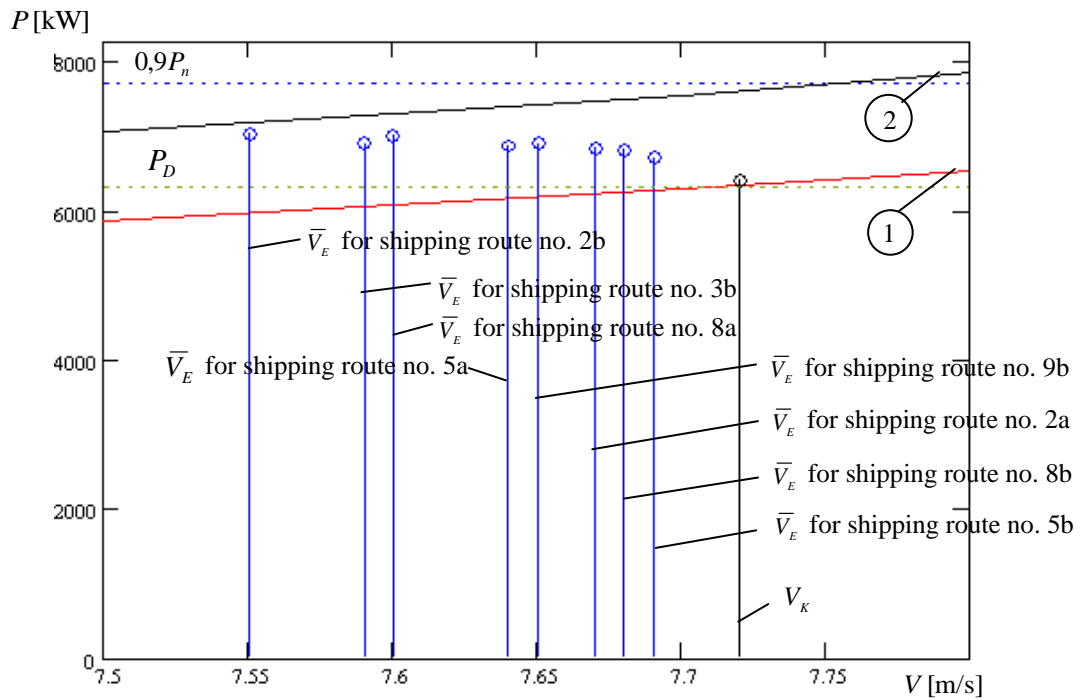 P [kW]
8000
0,9Pn
2
PD
6000
1
V̄E for shipping route no. 2b
V̄E for shipping route no. 3b
V̄E for shipping route no. 8a
4000
V̄E for shipping route no. 5a
V̄E for shipping route no. 9b
V̄E for shipping route no. 2a
V̄E for shipping route no. 8b
2000
V̄E for shipping route no. 5b
VK
0
7.5 7.55 7.6 7.65 7.7 7.75 V [m/s]